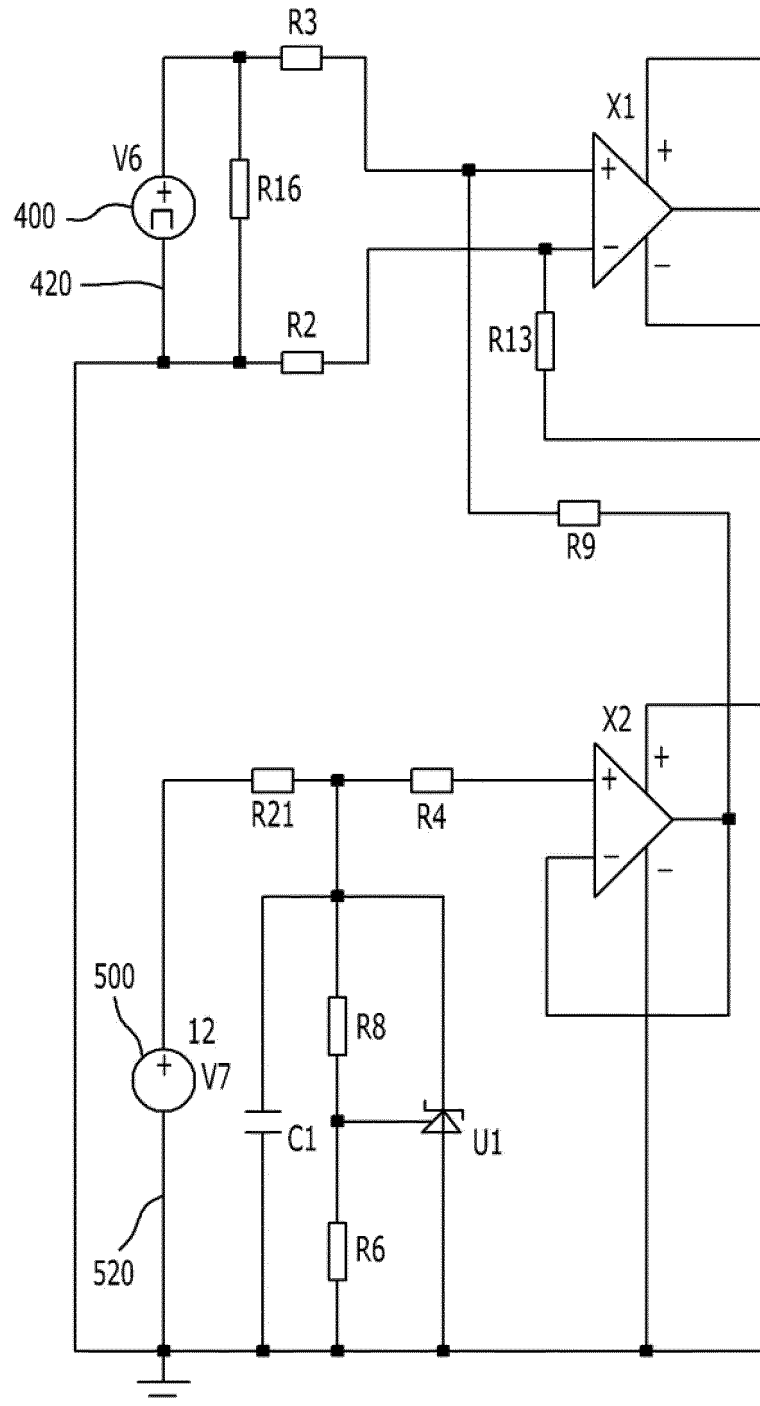 R3
X1
V6
+
+
+
400
R16
420
−
−
R2
R13
R9
X2
+
+
R21
R4
−
−
500
12
+
V7
R8
C1
U1
R6
520